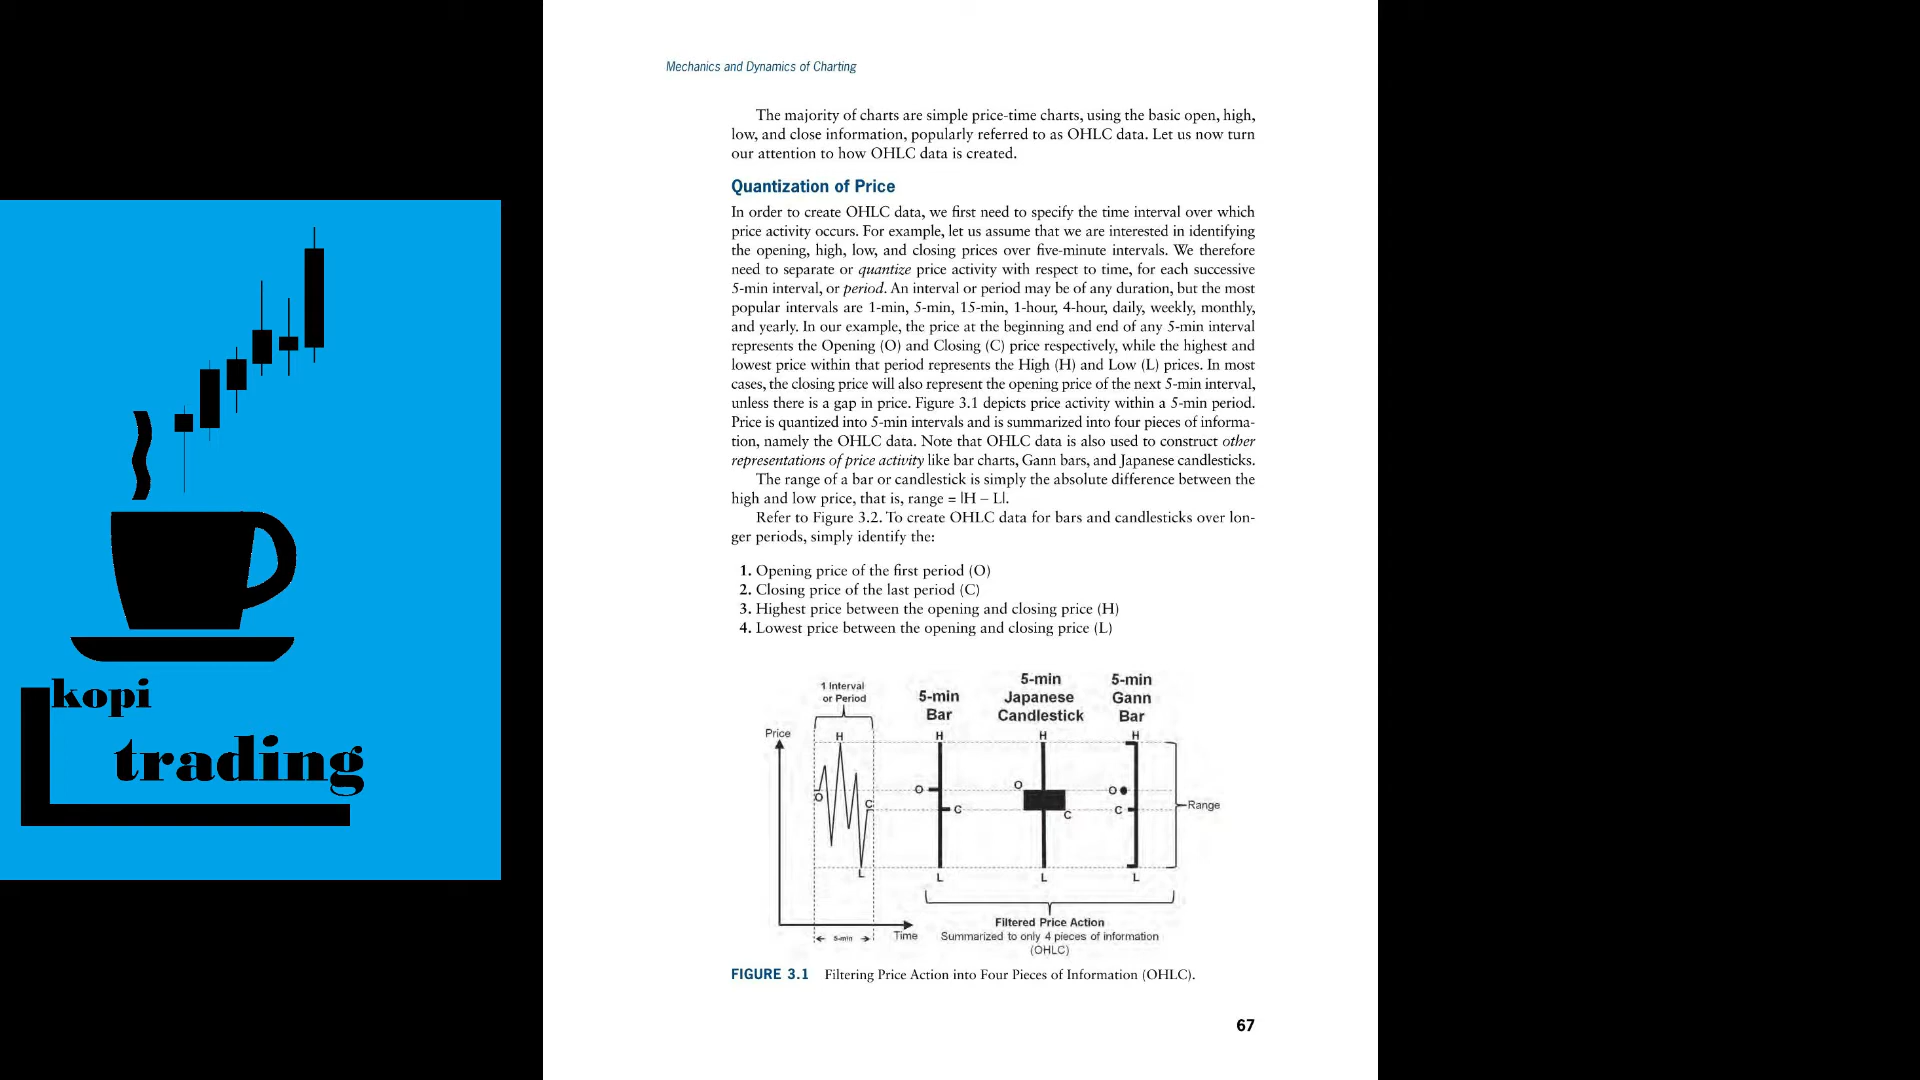 kopi
trading
Mechanics and Dynamics of Charting
The majority of charts are simple price-time charts, using the basic open, high,
low, and close information, popularly referred to as OHLC data. Let us now turn
our attention to how OHLC data is created.
Quantization of Price
In order to create OHLC data, we first need to specify the time interval over which
price activity occurs. For example, let us assume that we are interested in identifying
the opening, high, low, and closing prices over five-minute intervals. We therefore
need to separate or quantize price activity with respect to time, for each successive
5-min interval, or period. An interval or period may be of any duration, but the most
popular intervals are 1-min, 5-min, 15-min, 1-hour, 4-hour, daily, weekly, monthly,
and yearly. In our example, the price at the beginning and end of any 5-min interval
represents the Opening (O) and Closing (C) price respectively, while the highest and
lowest price within that period represents the High (H) and Low (L) prices. In most
cases, the closing price will also represent the opening price of the next 5-min interval,
unless there is a gap in price. Figure 3.1 depicts price activity within a 5-min period.
Price is quantized into 5-min intervals and is summarized into four pieces of informa-
tion, namely the OHLC data. Note that OHLC data is also used to construct other
representations of price activity like bar charts, Gann bars, and Japanese candlesticks.
The range of a bar or candlestick is simply the absolute difference between the
high and low price, that is, range = |H – L|.
Refer to Figure 3.2. To create OHLC data for bars and candlesticks over lon-
ger periods, simply identify the:
1. Opening price of the first period (O)
2. Closing price of the last period (C)
3. Highest price between the opening and closing price (H)
4. Lowest price between the opening and closing price (L)
1 Interval
or Period
5-min
Bar
5-min
Japanese
Candlestick
5-min
Gann
Bar
Price
H
H
H
H
O
C
O
C
O
C
O
C
Range
L
L
L
L
5-min
Time
Filtered Price Action
Summarized to only 4 pieces of information
(OHLC)
FIGURE 3.1 Filtering Price Action into Four Pieces of Information (OHLC).
67